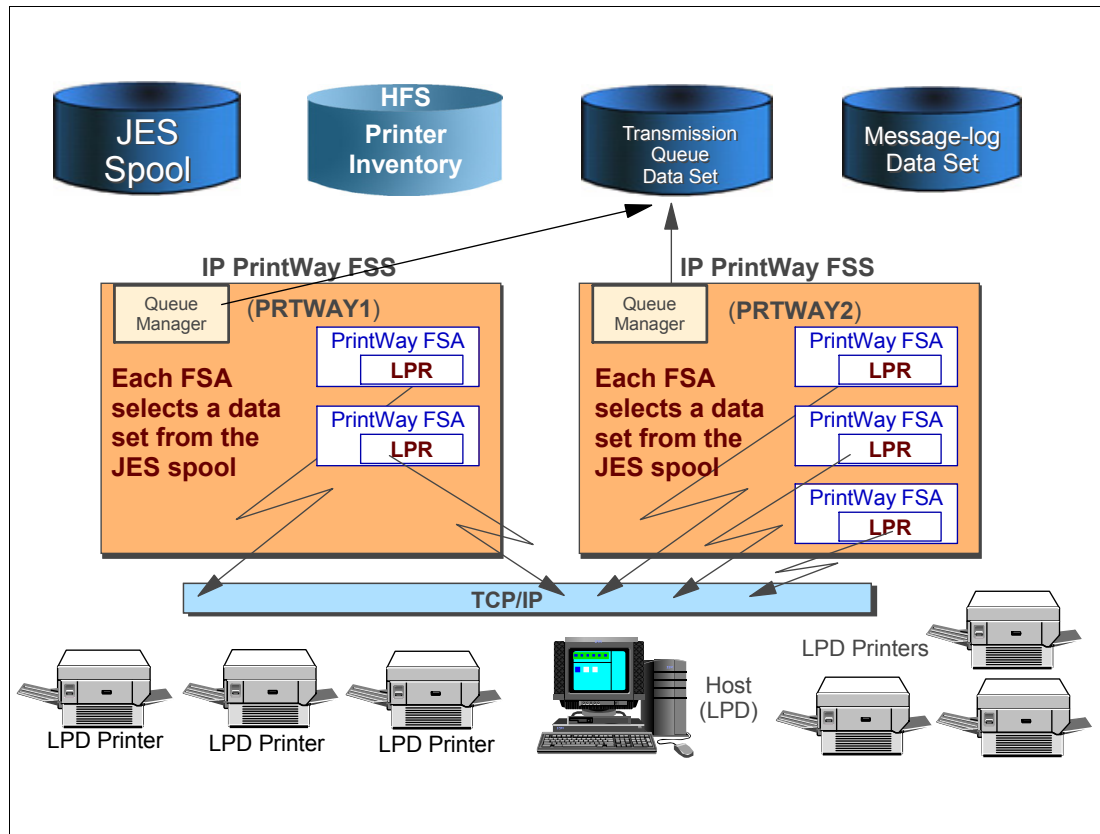 JES
Spool
HFS
Printer
Inventory
Transmission
Queue
Data Set
Message-log
Data Set
IP PrintWay FSS
Queue
Manager
(PRTWAY1)
PrintWay FSA
LPR
Each FSA
selects a data
set from the
JES spool
PrintWay FSA
LPR
IP PrintWay FSS
Queue
Manager
(PRTWAY2)
PrintWay FSA
LPR
Each FSA
selects a data
set from the
JES spool
PrintWay FSA
LPR
PrintWay FSA
LPR
TCP/IP
LPD Printer
LPD Printer
LPD Printer
Host
(LPD)
LPD Printers